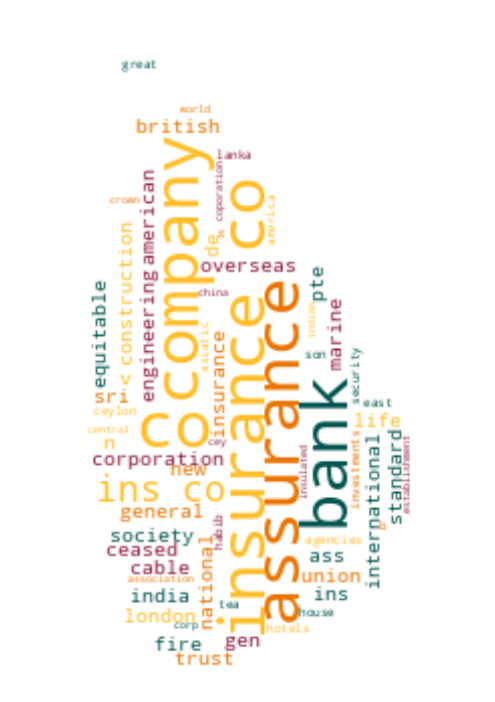 great
world
british
lanka
company
coporation
american
co
crown
america
construction
de
overseas
engineering
pte
equitable
china
insurance
assurance
marine
indian
asiatic
insurance
son
security
bank
sri
ceylon
east
co
life
central
n
cey
international
standard
investments
establishment
corporation
new
insulated
ins co
general
habib
b
society
agencies
ceased
ass
cable
national
association
union
india
ins
tea
london
house
corp
hotels
fire
gen
trust